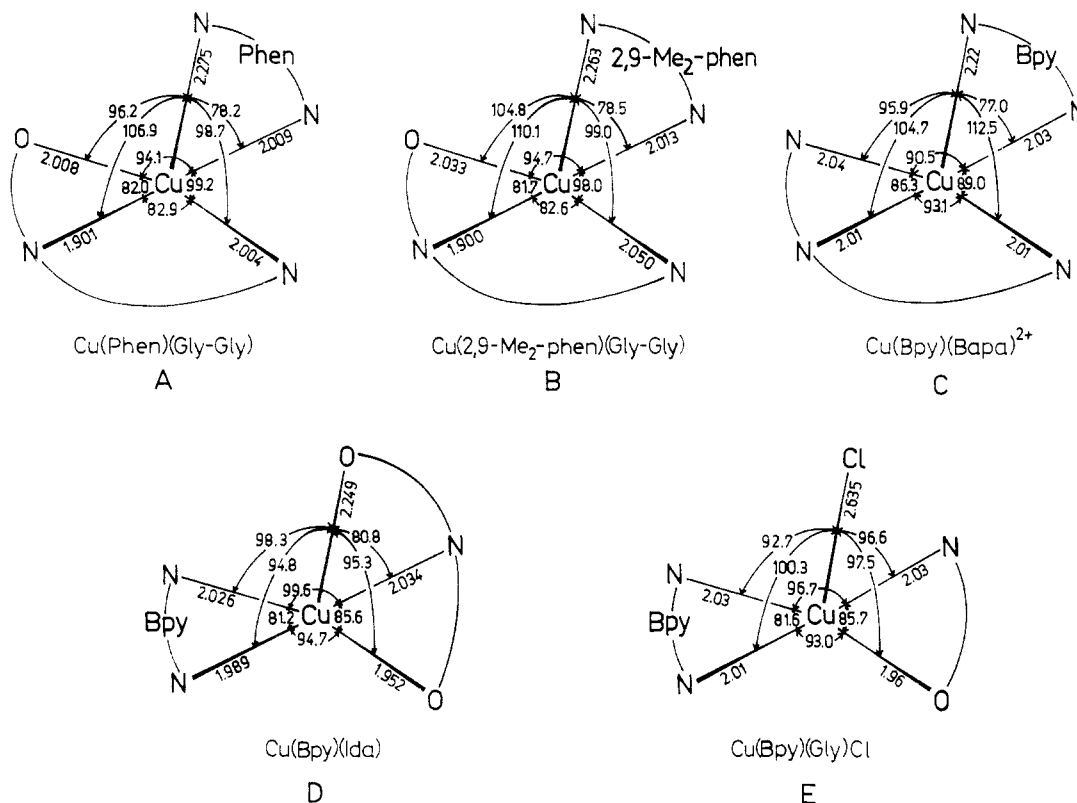 N
Phen
2.275
96.2
78.2
106.9
98.7
N
O
2.008
2.009
94.1
82.0
Cu
99.2
82.9
N
1.901
2.004
N
Cu(Phen)(Gly-Gly)
A
N
2,9-Me₂-phen
2.263
104.8
78.5
110.1
99.0
N
O
2.033
2.013
94.7
81.7
Cu
98.0
82.6
N
1.900
2.050
N
Cu(2,9-Me₂-phen)(Gly-Gly)
B
N
Bpy
2.22
95.9
77.0
104.7
112.5
N
N
2.04
2.03
90.5
86.3
Cu
89.0
93.1
N
2.01
2.01
N
Cu(Bpy)(Bapa)²⁺
C
O
2.249
98.3
80.8
94.8
95.3
N
N
2.026
2.034
99.6
Bpy
81.2
Cu
85.6
94.7
N
1.989
1.952
O
Cu(Bpy)(Ida)
D
Cl
2.635
92.7
96.6
100.3
97.5
N
N
2.03
2.03
96.7
Bpy
81.6
Cu
85.7
93.0
N
2.01
1.96
O
Cu(Bpy)(Gly)Cl
E